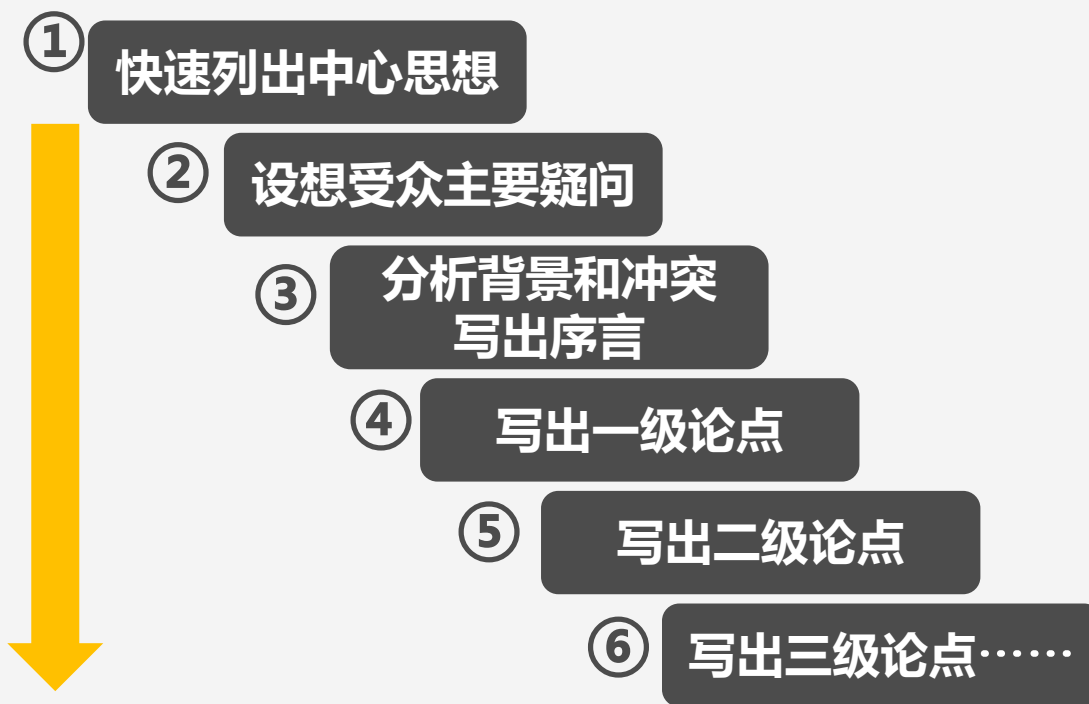 ①
快速列出中心思想
②
设想受众主要疑问
③
分析背景和冲突
写出序言
④
写出一级论点
⑤
写出二级论点
⑥
写出三级论点……